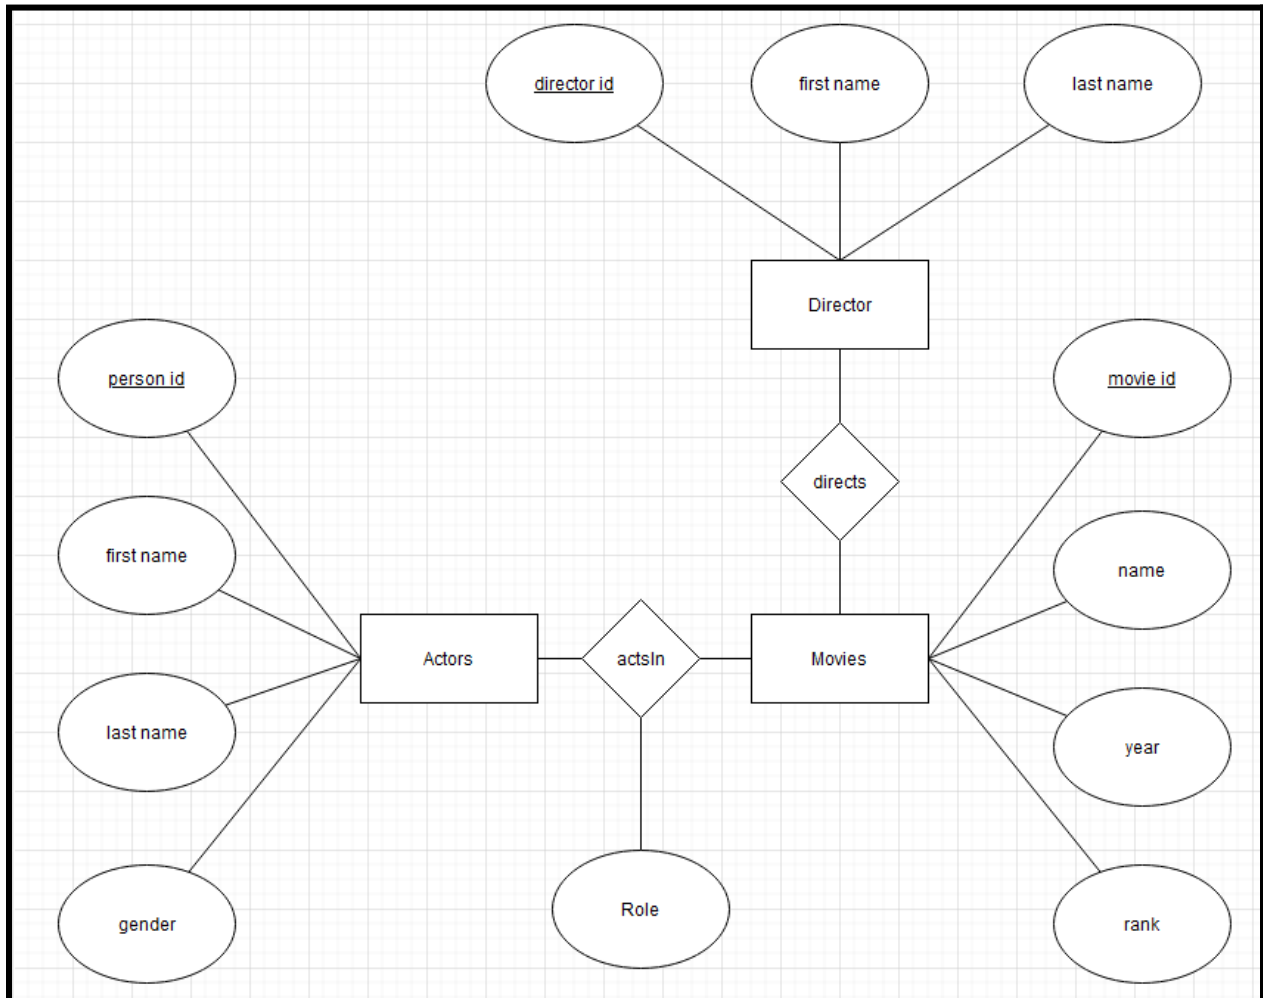 director id
first name
last name
Director
person id
movie id
directs
first name
name
Actors
actsIn
Movies
last name
year
gender
Role
rank